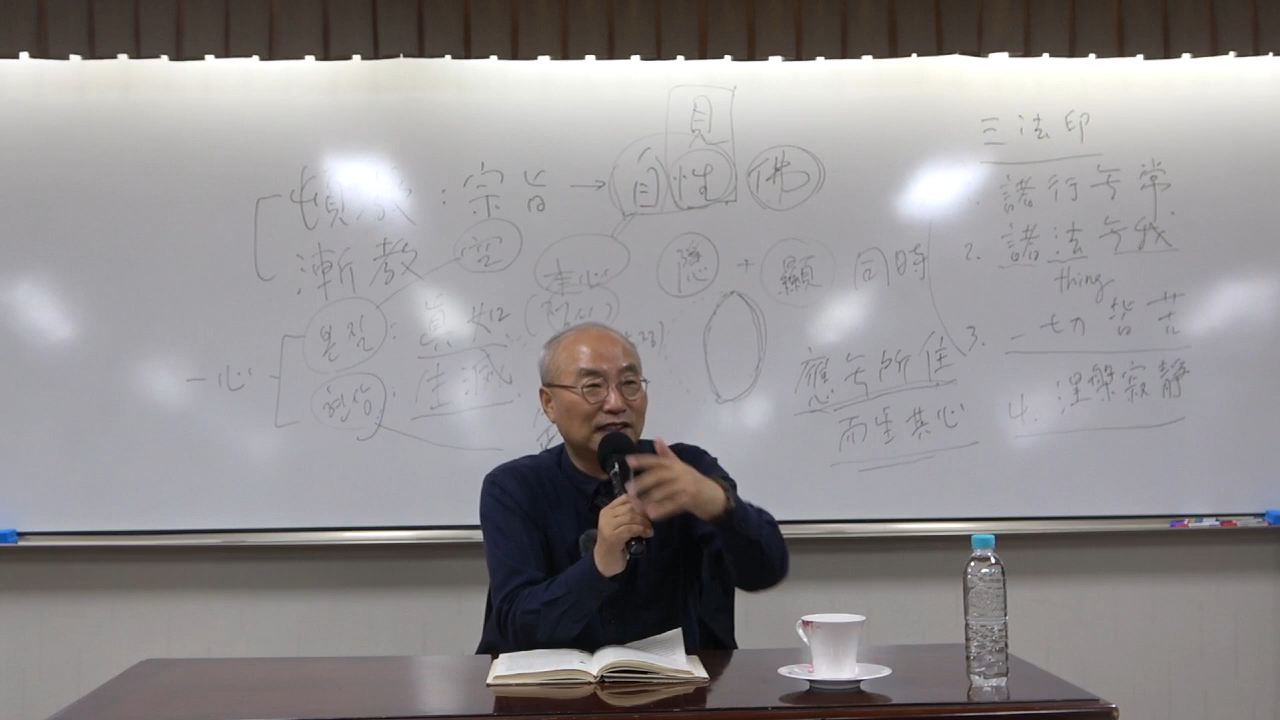 見
頓教 : 宗旨 → 自性 佛
漸教 空 本心 隱 + 顯 同時
본질 : 眞如
一心
현상 : 生滅
應无所住
而生其心
三法印
1. 諸行无常
2. 諸法无我
thing
3. 一切皆苦
4. 涅槃寂靜